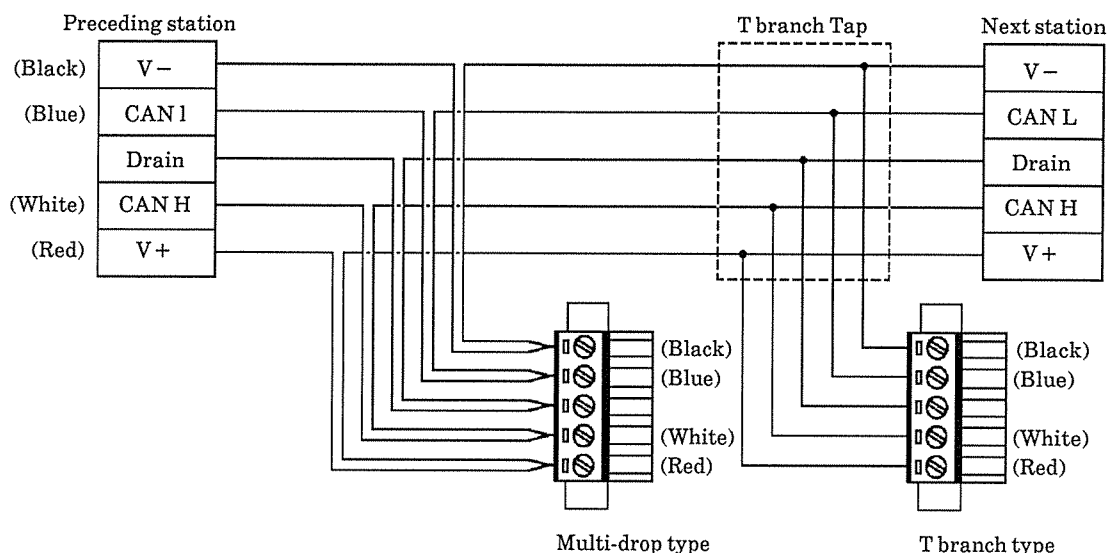 Preceding station
T branch Tap
Next station
(Black)
V−
V−
(Blue)
CAN l
CAN L
Drain
Drain
(White)
CAN H
CAN H
(Red)
V+
V+
(Black)
(Blue)
(White)
(Red)
(Black)
(Blue)
(White)
(Red)
Multi-drop type
T branch type